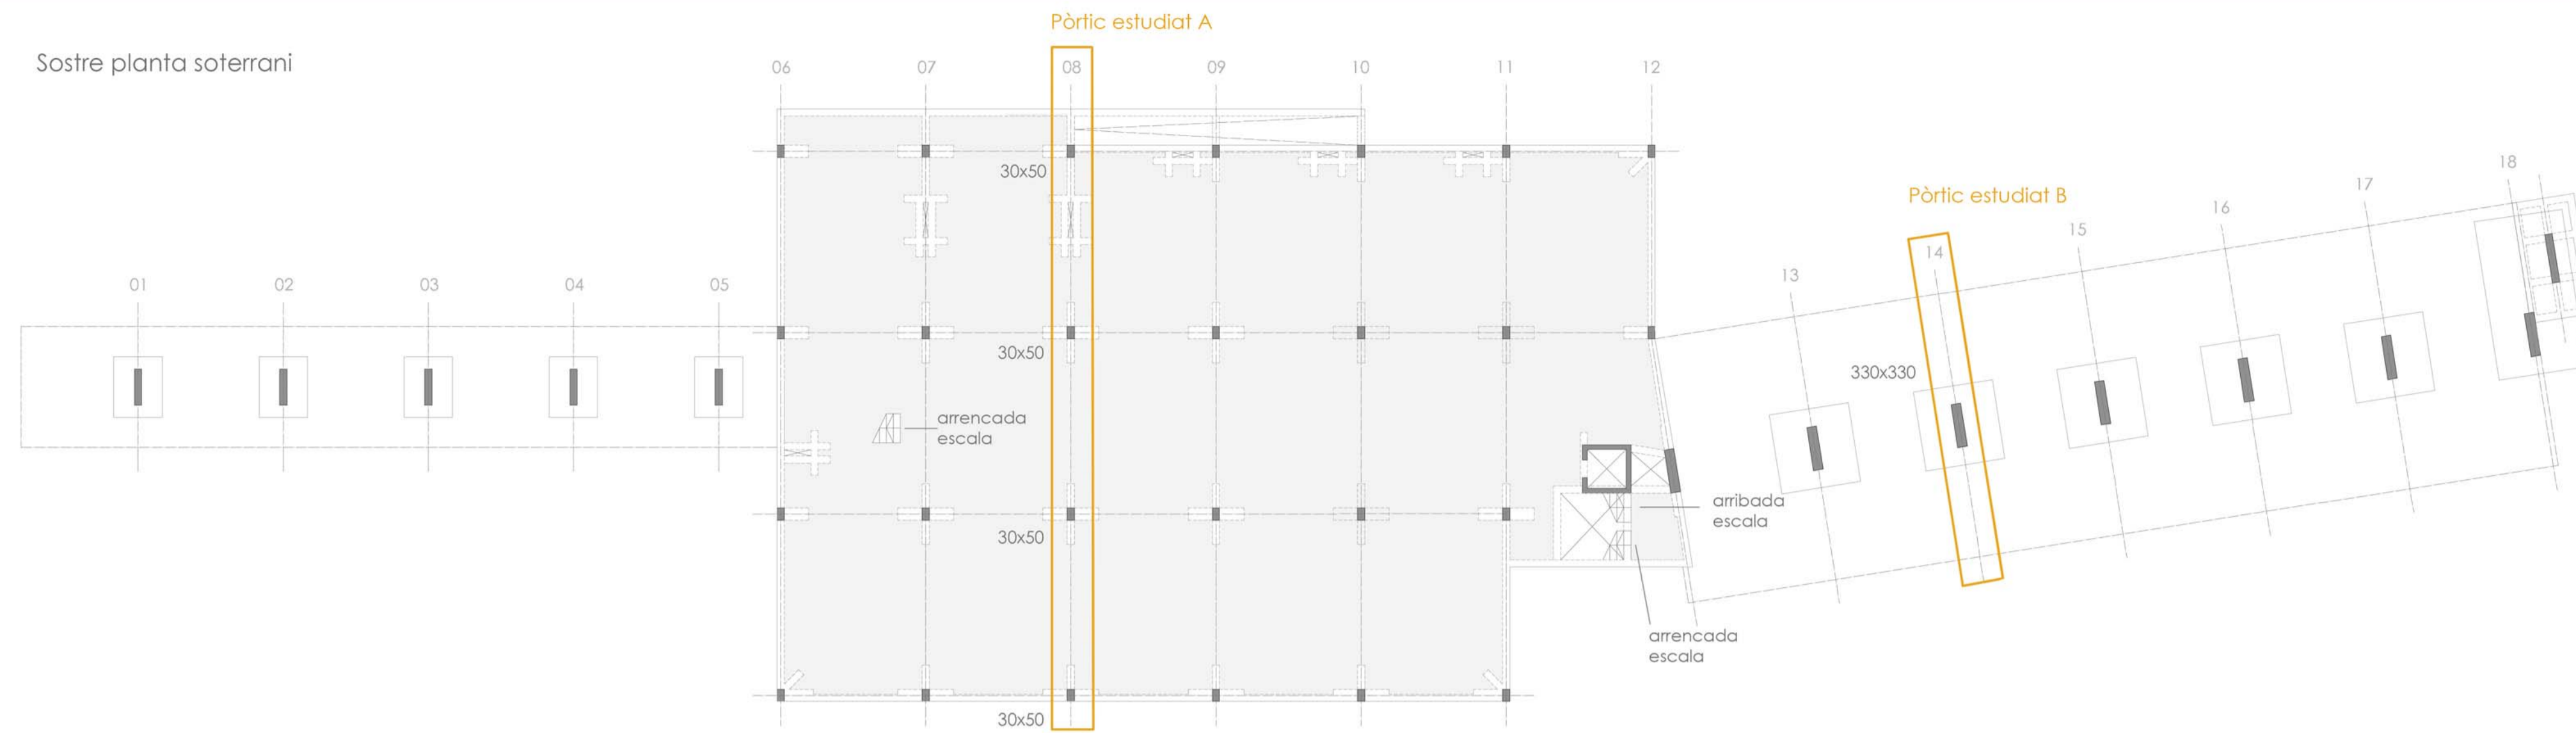 Pòrtic estudiat A
Sostre planta soterrani
06 07 08 09 10 11 12
18
17
Pòrtic estudiat B
16
15
14
13
30x50
01 02 03 04 05
30x50
330x330
arrencada
escala
arribada
escala
30x50
arrencada
escala
30x50